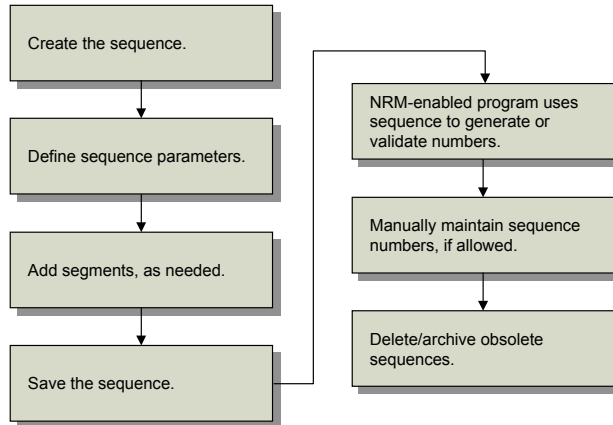 Create the sequence.
Define sequence parameters.
Add segments, as needed.
Save the sequence.
NRM-enabled program uses
sequence to generate or
validate numbers.
Manually maintain sequence
numbers, if allowed.
Delete/archive obsolete
sequences.